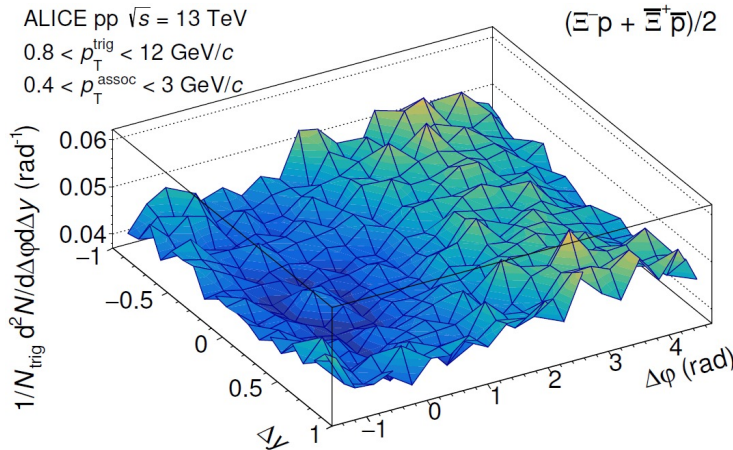 ALICE pp √s = 13 TeV
(Ξ⁻p + Ξ̅⁺p̅)/2
0.8 < p_T^trig < 12 GeV/c
0.4 < p_T^assoc < 3 GeV/c
1/N_trig d²N/dΔφdΔy (rad⁻¹)
0.06
0.05
0.04
−1
−0.5
0
0.5
1
Δy
−1
0
1
2
3
4
Δφ (rad)